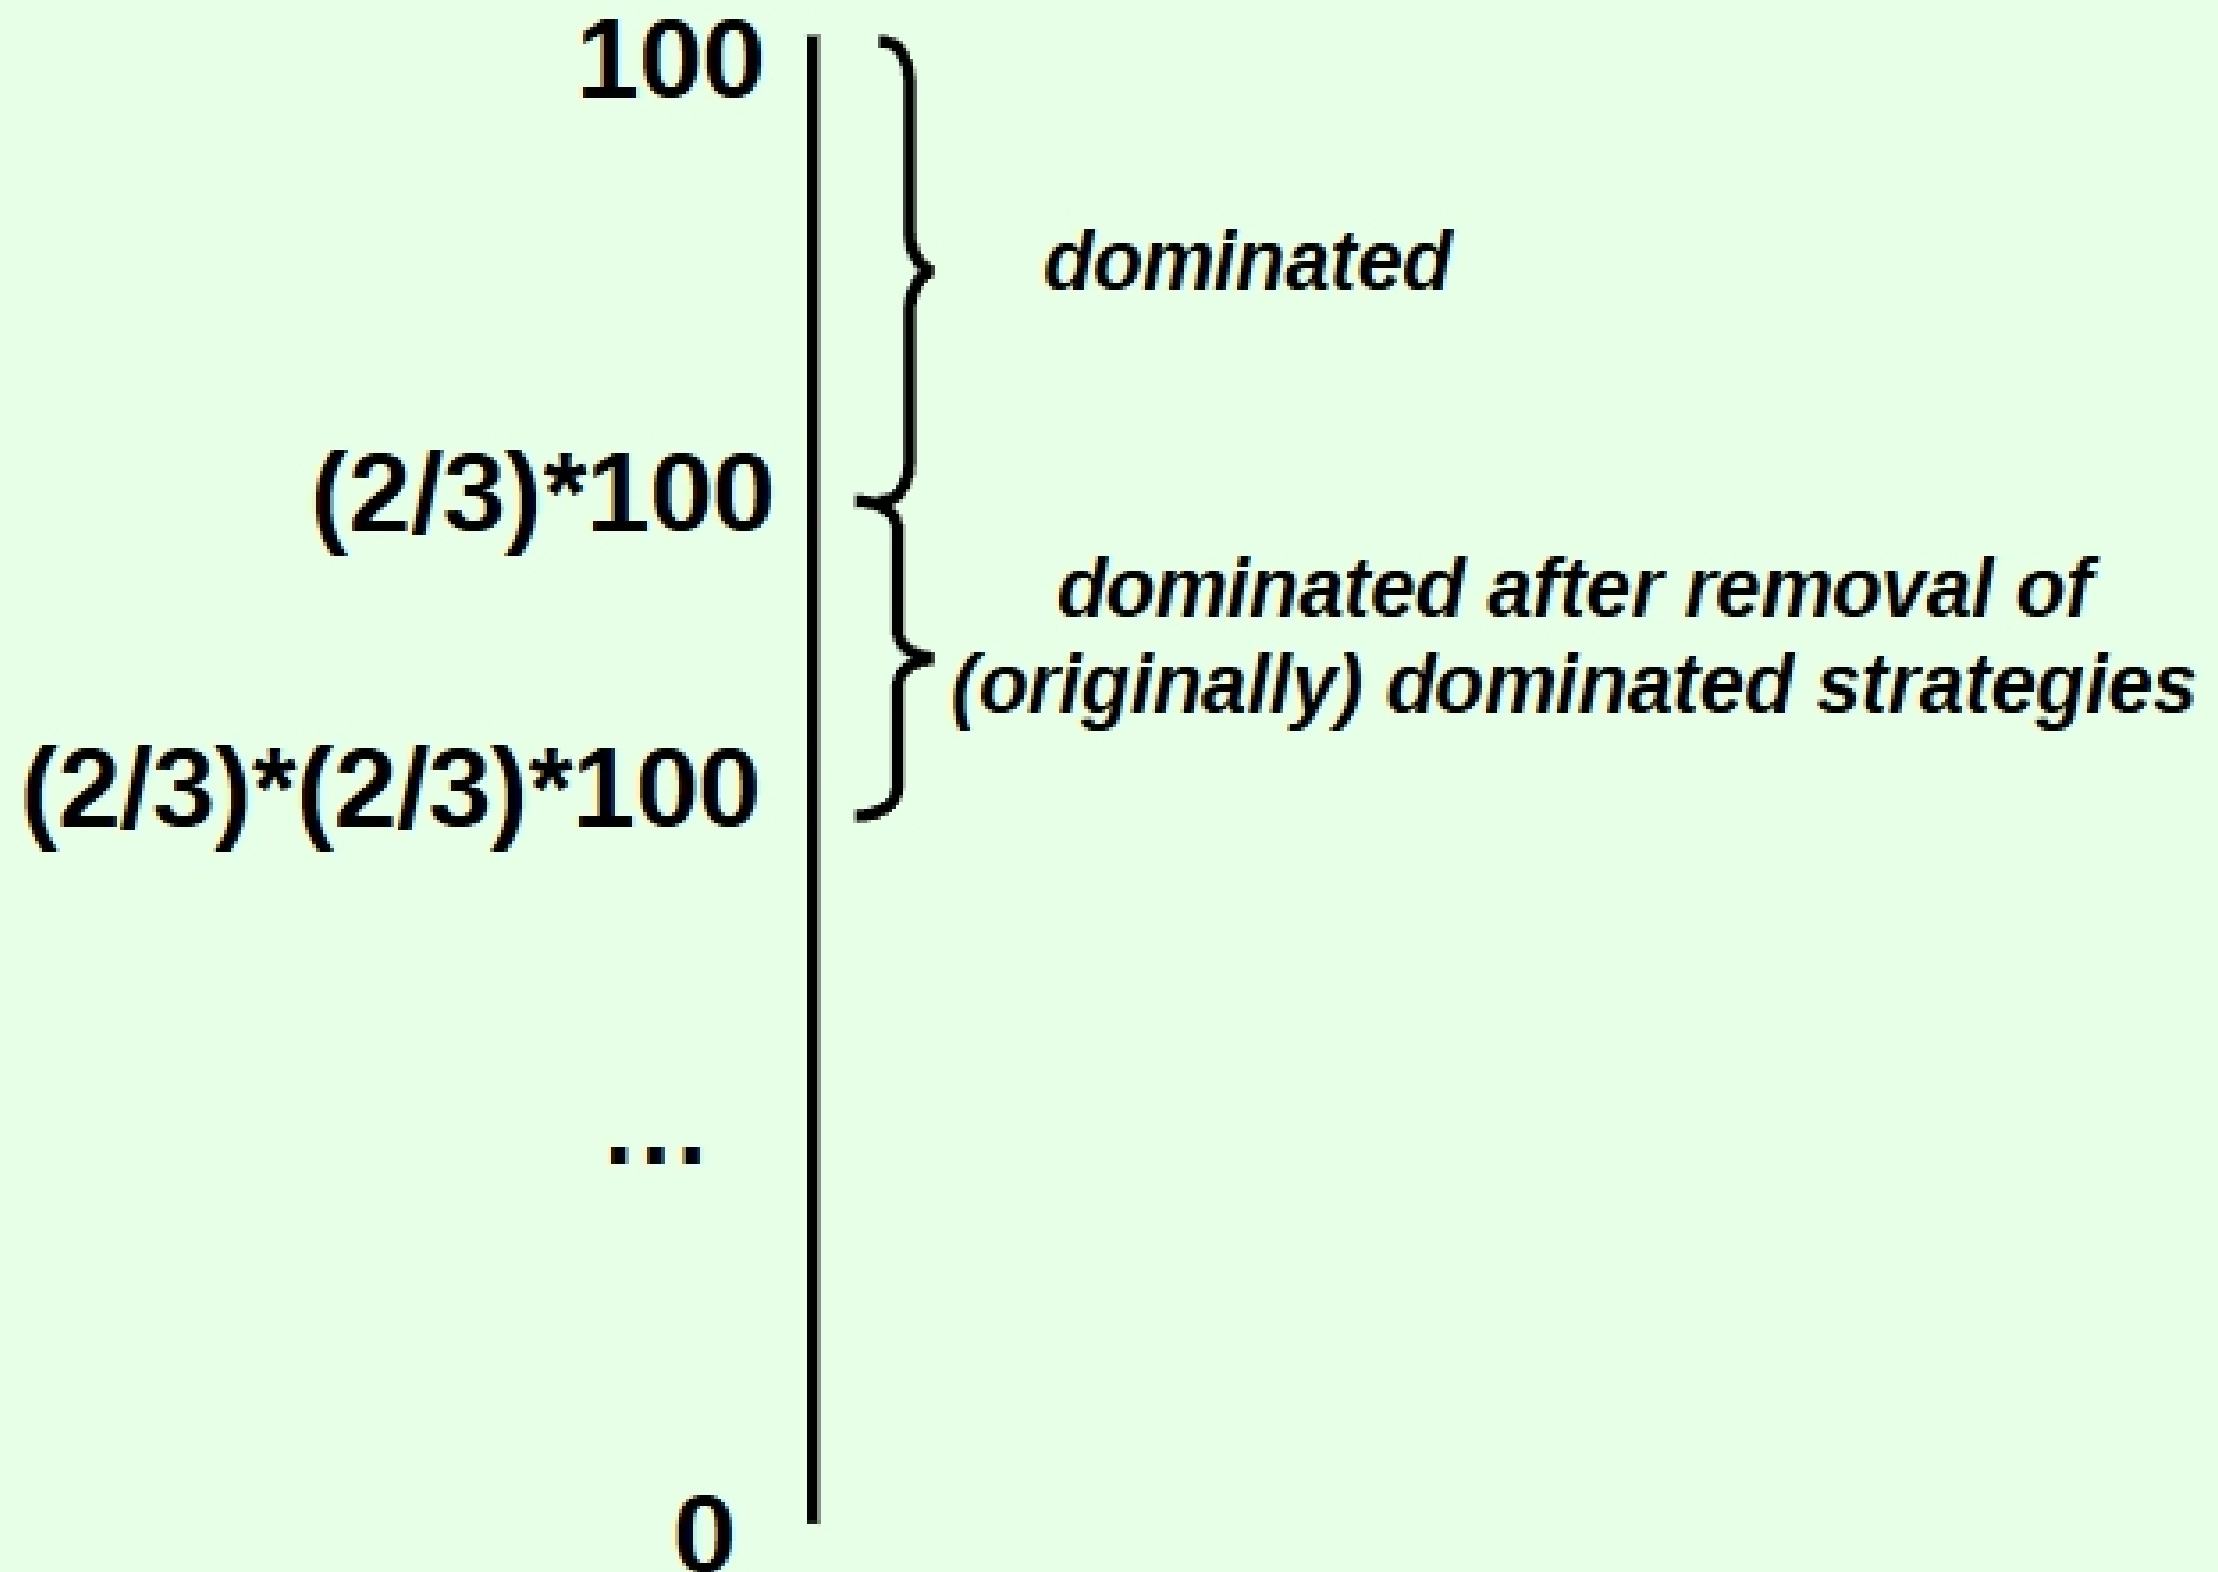 100
dominated
(2/3)*100
dominated after removal of
(originally) dominated strategies
(2/3)*(2/3)*100
...
0